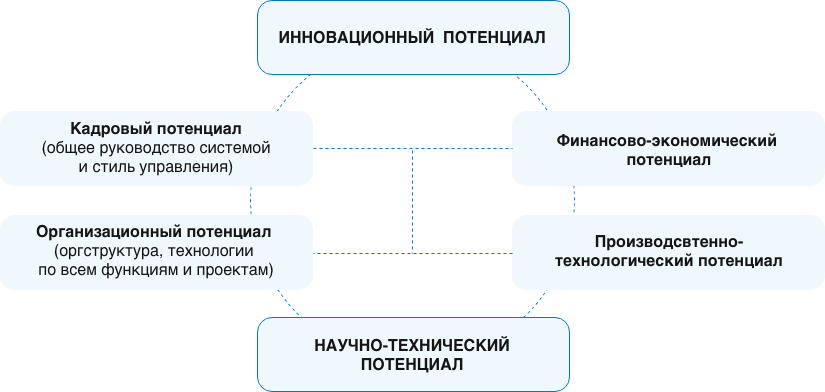 ИННОВАЦИОННЫЙ ПОТЕНЦИАЛ
Кадровый потенциал
(общее руководство системой
и стиль управления)
Финансово-экономический
потенциал
Организационный потенциал
(оргструктура, технологии
по всем функциям и проектам)
Производсвтенно-
технологический потенциал
НАУЧНО-ТЕХНИЧЕСКИЙ
ПОТЕНЦИАЛ